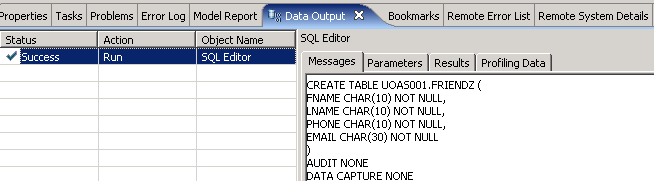 Properties Tasks Problems Error Log Model Report Data Output Bookmarks Remote Error List Remote System Details
Status Action Object Name
Success Run SQL Editor
SQL Editor
Messages Parameters Results Profiling Data
CREATE TABLE UOAS001.FRIENDZ (
FNAME CHAR(10) NOT NULL,
LNAME CHAR(10) NOT NULL,
PHONE CHAR(10) NOT NULL,
EMAIL CHAR(30) NOT NULL
)
AUDIT NONE
DATA CAPTURE NONE